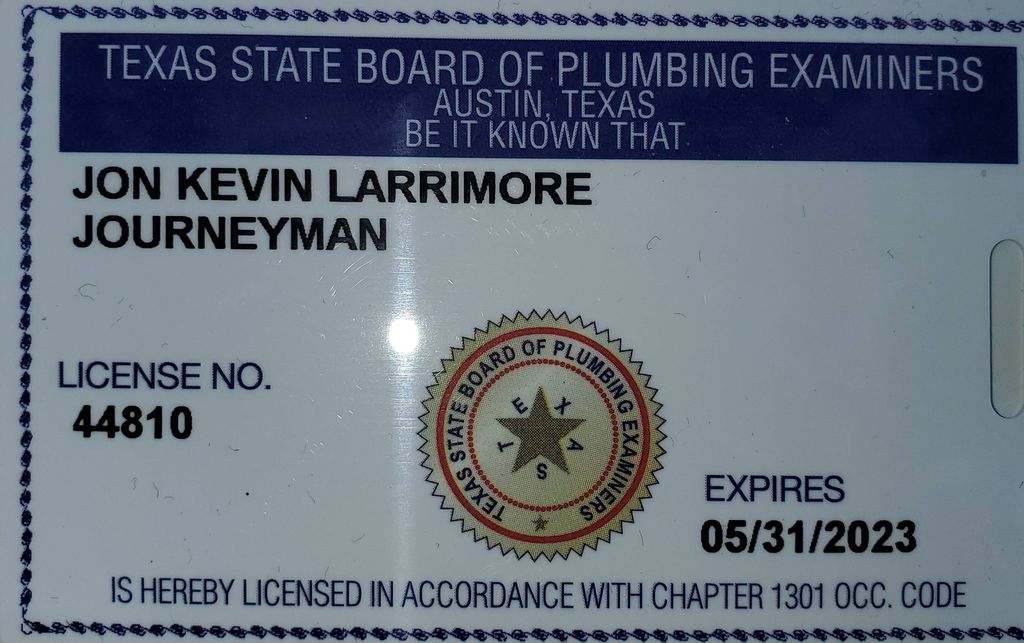 TEXAS STATE BOARD OF PLUMBING EXAMINERS
AUSTIN, TEXAS
BE IT KNOWN THAT
JON KEVIN LARRIMORE
JOURNEYMAN
LICENSE NO.
44810
TEXAS STATE BOARD OF PLUMBING EXAMINERS
TEXAS
EXPIRES
05/31/2023
IS HEREBY LICENSED IN ACCORDANCE WITH CHAPTER 1301 OCC. CODE